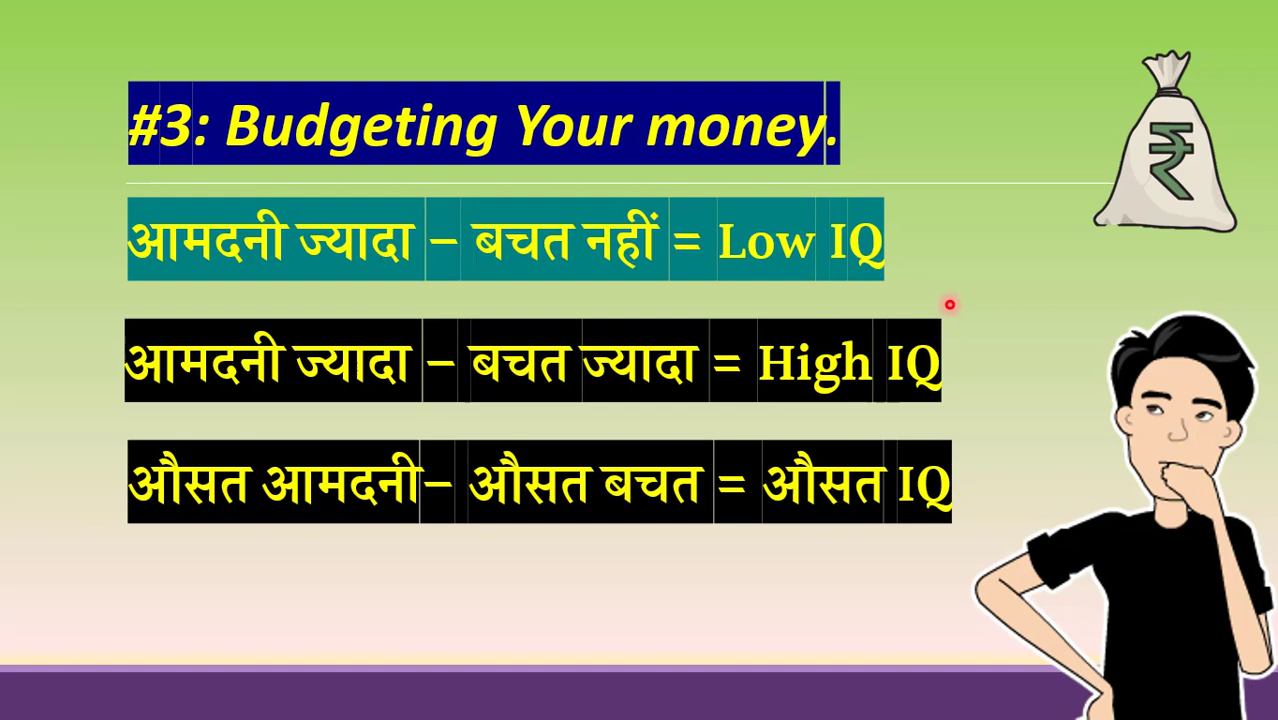 #3: Budgeting Your money.
₹
आमदनी ज्यादा – बचत नहीं = Low IQ
आमदनी ज्यादा – बचत ज्यादा = High IQ
औसत आमदनी– औसत बचत = औसत IQ